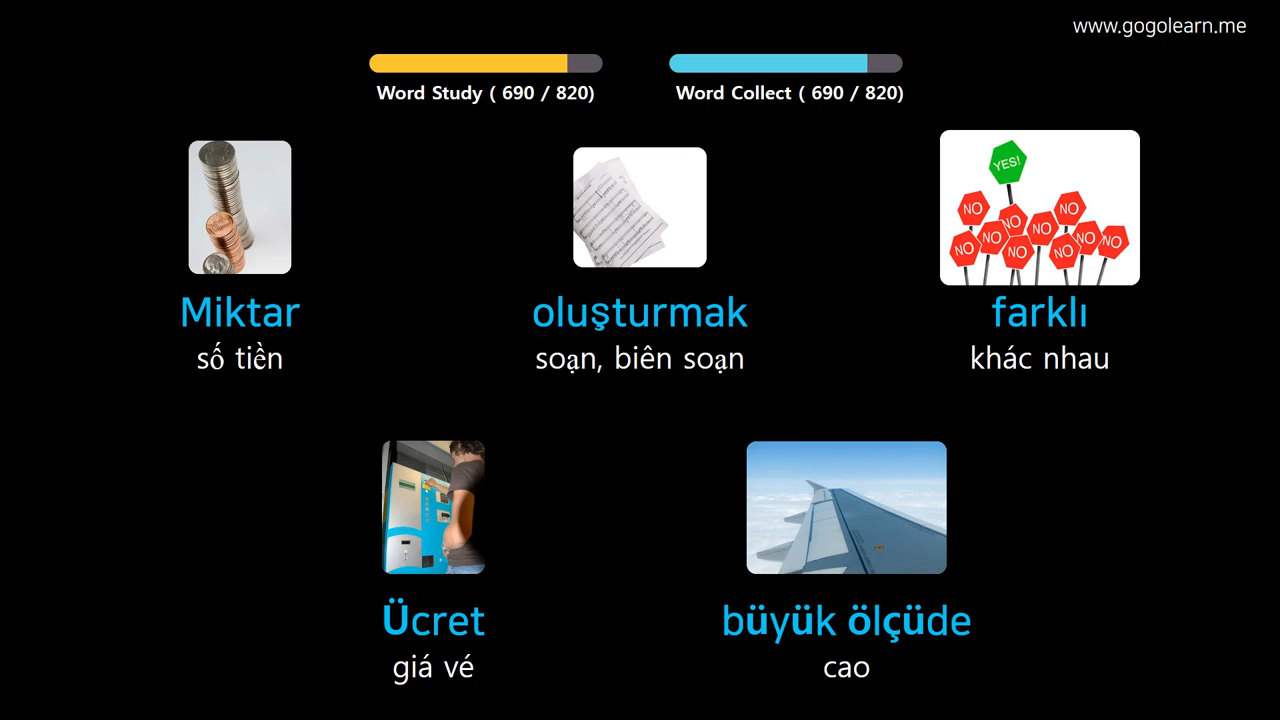 www.gogolearn.me
Word Study ( 690 / 820)
Word Collect ( 690 / 820)
YES!
NO
NO
NO
NO
NO
NO
NO
NO
NO
NO
Miktar
số tiền
oluşturmak
soạn, biên soạn
farklı
khác nhau
Ücret
giá vé
büyük ölçüde
cao